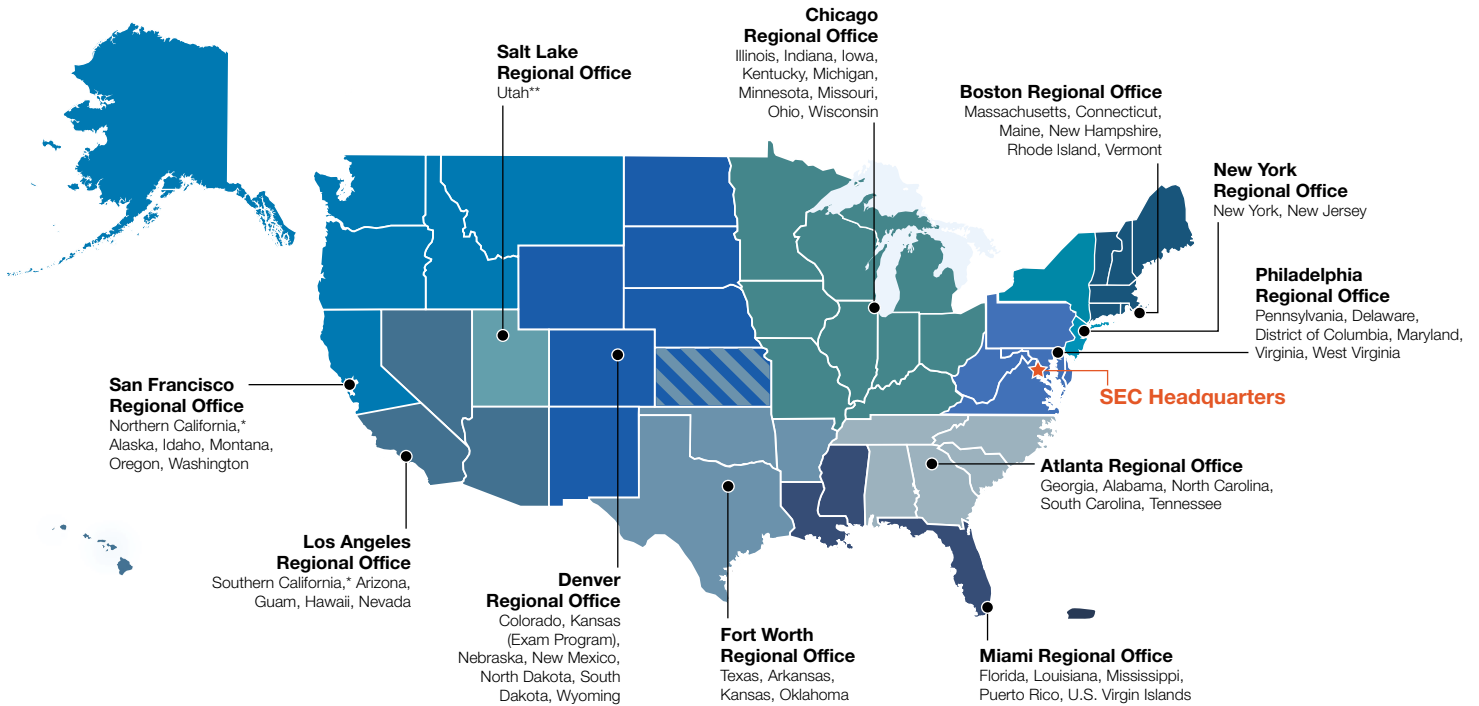 Chicago
Regional Office
Illinois, Indiana, Iowa,
Kentucky, Michigan,
Minnesota, Missouri,
Ohio, Wisconsin
Salt Lake
Regional Office
Utah**
Boston Regional Office
Massachusetts, Connecticut,
Maine, New Hampshire,
Rhode Island, Vermont
New York
Regional Office
New York, New Jersey
Philadelphia
Regional Office
Pennsylvania, Delaware,
District of Columbia, Maryland,
Virginia, West Virginia
SEC Headquarters
San Francisco
Regional Office
Northern California,*
Alaska, Idaho, Montana,
Oregon, Washington
Atlanta Regional Office
Georgia, Alabama, North Carolina,
South Carolina, Tennessee
Los Angeles
Regional Office
Southern California,* Arizona,
Guam, Hawaii, Nevada
Denver
Regional Office
Colorado, Kansas
(Exam Program),
Nebraska, New Mexico,
North Dakota, South
Dakota, Wyoming
Fort Worth
Regional Office
Texas, Arkansas,
Kansas, Oklahoma
Miami Regional Office
Florida, Louisiana, Mississippi,
Puerto Rico, U.S. Virgin Islands